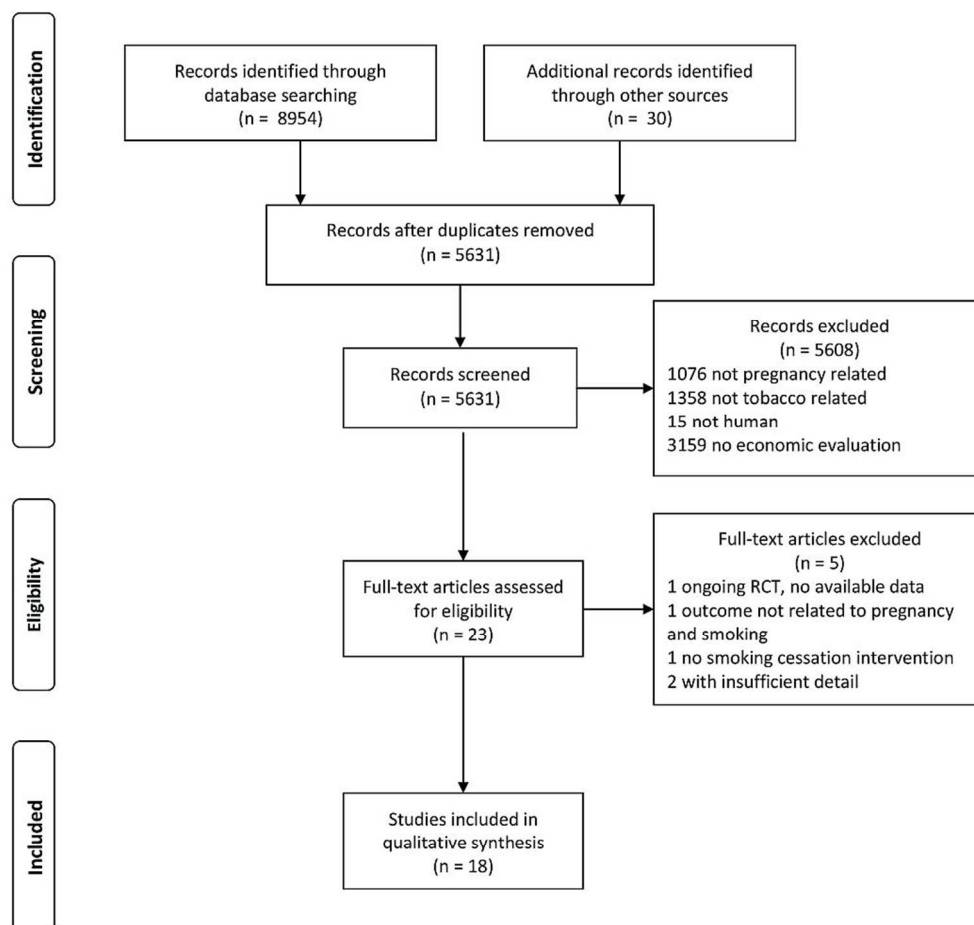 Identification
Records identified through
database searching
(n = 8954)
Additional records identified
through other sources
(n = 30)
Records after duplicates removed
(n = 5631)
Screening
Records screened
(n = 5631)
Records excluded
(n = 5608)
1076 not pregnancy related
1358 not tobacco related
15 not human
3159 no economic evaluation
Eligibility
Full-text articles assessed
for eligibility
(n = 23)
Full-text articles excluded
(n = 5)
1 ongoing RCT, no available data
1 outcome not related to pregnancy
and smoking
1 no smoking cessation intervention
2 with insufficient detail
Included
Studies included in
qualitative synthesis
(n = 18)